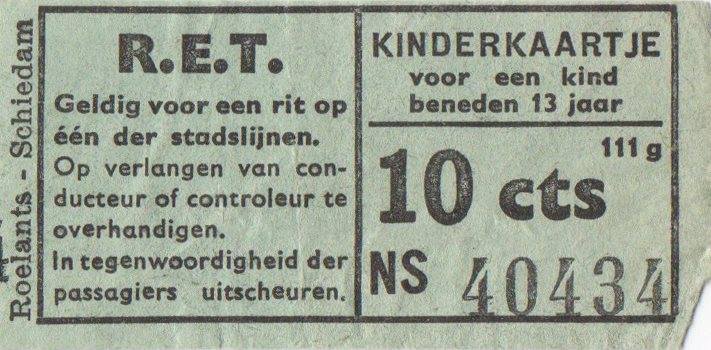 Roelants - Schiedam
R.E.T.
Geldig voor een rit op
één der stadslijnen.
Op verlangen van con-
ducteur of controleur te
overhandigen.
In tegenwoordigheid der
passagiers uitscheuren.
KINDERKAARTJE
voor een kind
beneden 13 jaar
111 g
10 cts
NS 40434